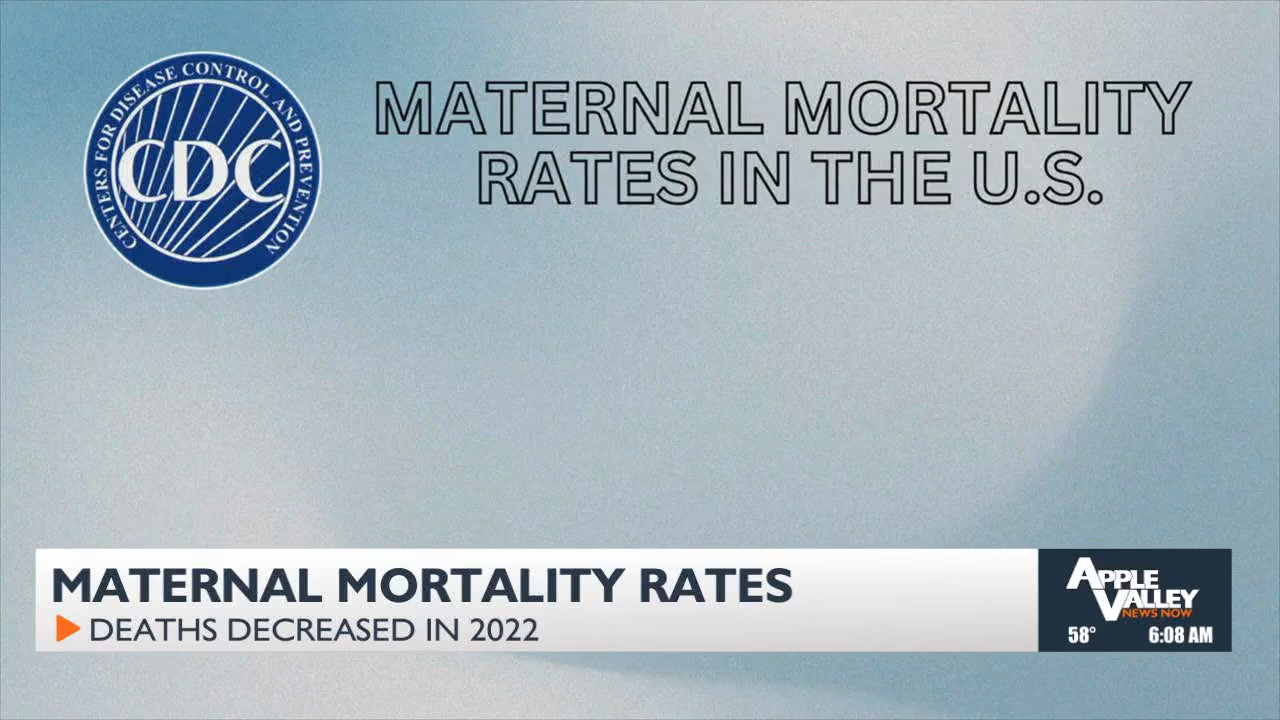 CENTERS FOR DISEASE CONTROL AND PREVENTION
CDC
MATERNAL MORTALITY
RATES IN THE U.S.
MATERNAL MORTALITY RATES
DEATHS DECREASED IN 2022
APPLE
VALLEY
NEWS NOW
58° 6:08 AM